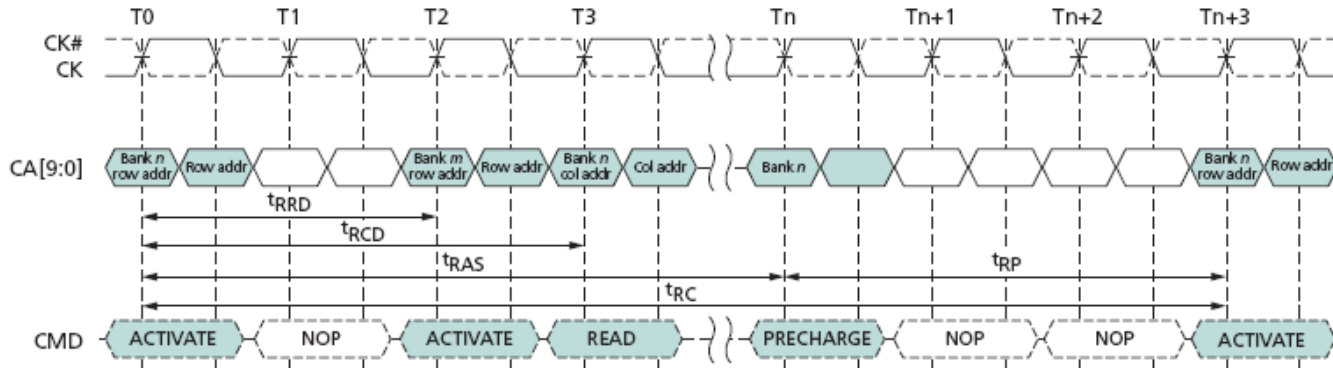 T0 T1 T2 T3 Tn Tn+1 Tn+2 Tn+3
CK#
CK
CA[9:0]
Bank n row addr
Row addr
Bank m row addr
Row addr
Bank n col addr
Col addr
Bank n
Bank n row addr
Row addr
tRRD
tRCD
tRAS tRP
tRC
CMD ACTIVATE NOP ACTIVATE READ PRECHARGE NOP NOP ACTIVATE